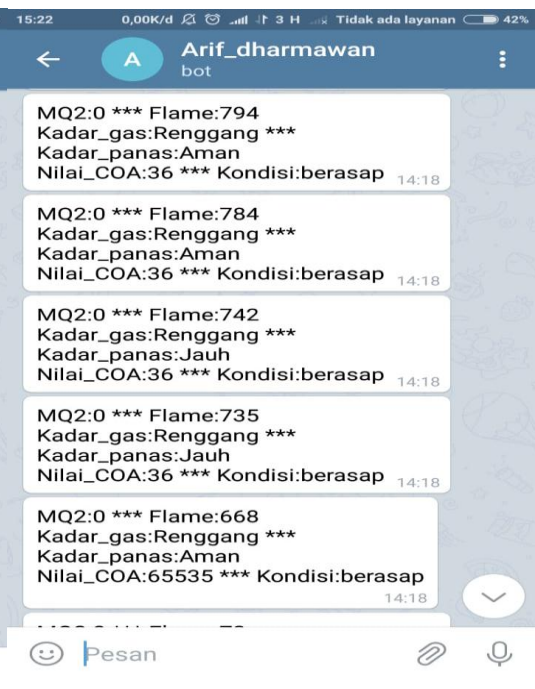 15:22 0,00K/d 3 H Tidak ada layanan 42%
A Arif_dharmawan
bot
MQ2:0 *** Flame:794
Kadar_gas:Renggang ***
Kadar_panas:Aman
Nilai_COA:36 *** Kondisi:berasap 14:18
MQ2:0 *** Flame:784
Kadar_gas:Renggang ***
Kadar_panas:Aman
Nilai_COA:36 *** Kondisi:berasap 14:18
MQ2:0 *** Flame:742
Kadar_gas:Renggang ***
Kadar_panas:Jauh
Nilai_COA:36 *** Kondisi:berasap 14:18
MQ2:0 *** Flame:735
Kadar_gas:Renggang ***
Kadar_panas:Jauh
Nilai_COA:36 *** Kondisi:berasap 14:18
MQ2:0 *** Flame:668
Kadar_gas:Renggang ***
Kadar_panas:Aman
Nilai_COA:65535 *** Kondisi:berasap
14:18
Pesan